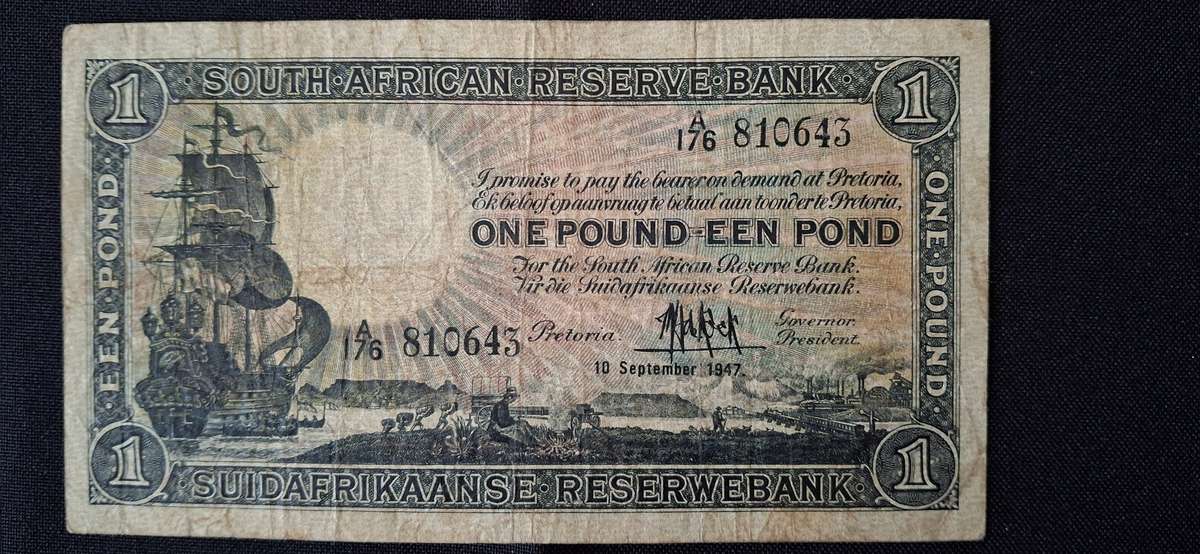 1 SOUTH·AFRICAN·RESERVE·BANK 1
A
176 810643
I promise to pay the bearer on demand at Pretoria,
Ek beloof op aanvraag te betaal aan toonder te Pretoria,
ONE POUND-EEN POND
For the South African Reserve Bank.
Vir die Suidafrikaanse Reserwebank.
A
176 810643
Pretoria.
Governor.
President.
10 September 1947.
·EEN·POND·
·ONE·POUND·
1 ·SUIDAFRIKAANSE·RESERWEBANK· 1